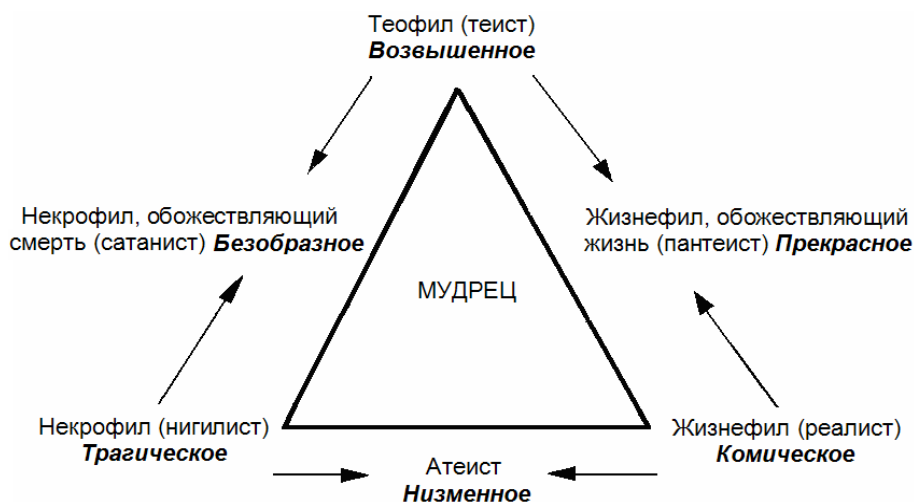 Теофил (теист)
Возвышенное
Некрофил, обожествляющий
смерть (сатанист) Безобразное
Жизнефил, обожествляющий
жизнь (пантеист) Прекрасное
МУДРЕЦ
Некрофил (нигилист)
Трагическое
Атеист
Низменное
Жизнефил (реалист)
Комическое